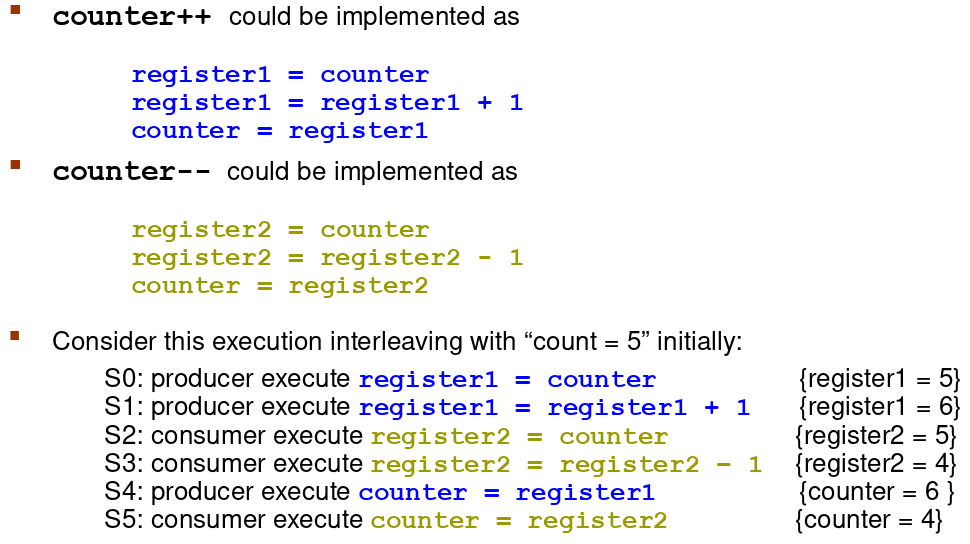 ▪ counter++ could be implemented as
register1 = counter
register1 = register1 + 1
counter = register1
▪ counter-- could be implemented as
register2 = counter
register2 = register2 - 1
counter = register2
▪ Consider this execution interleaving with “count = 5” initially:
S0: producer execute register1 = counter {register1 = 5}
S1: producer execute register1 = register1 + 1 {register1 = 6}
S2: consumer execute register2 = counter {register2 = 5}
S3: consumer execute register2 = register2 – 1 {register2 = 4}
S4: producer execute counter = register1 {counter = 6 }
S5: consumer execute counter = register2 {counter = 4}